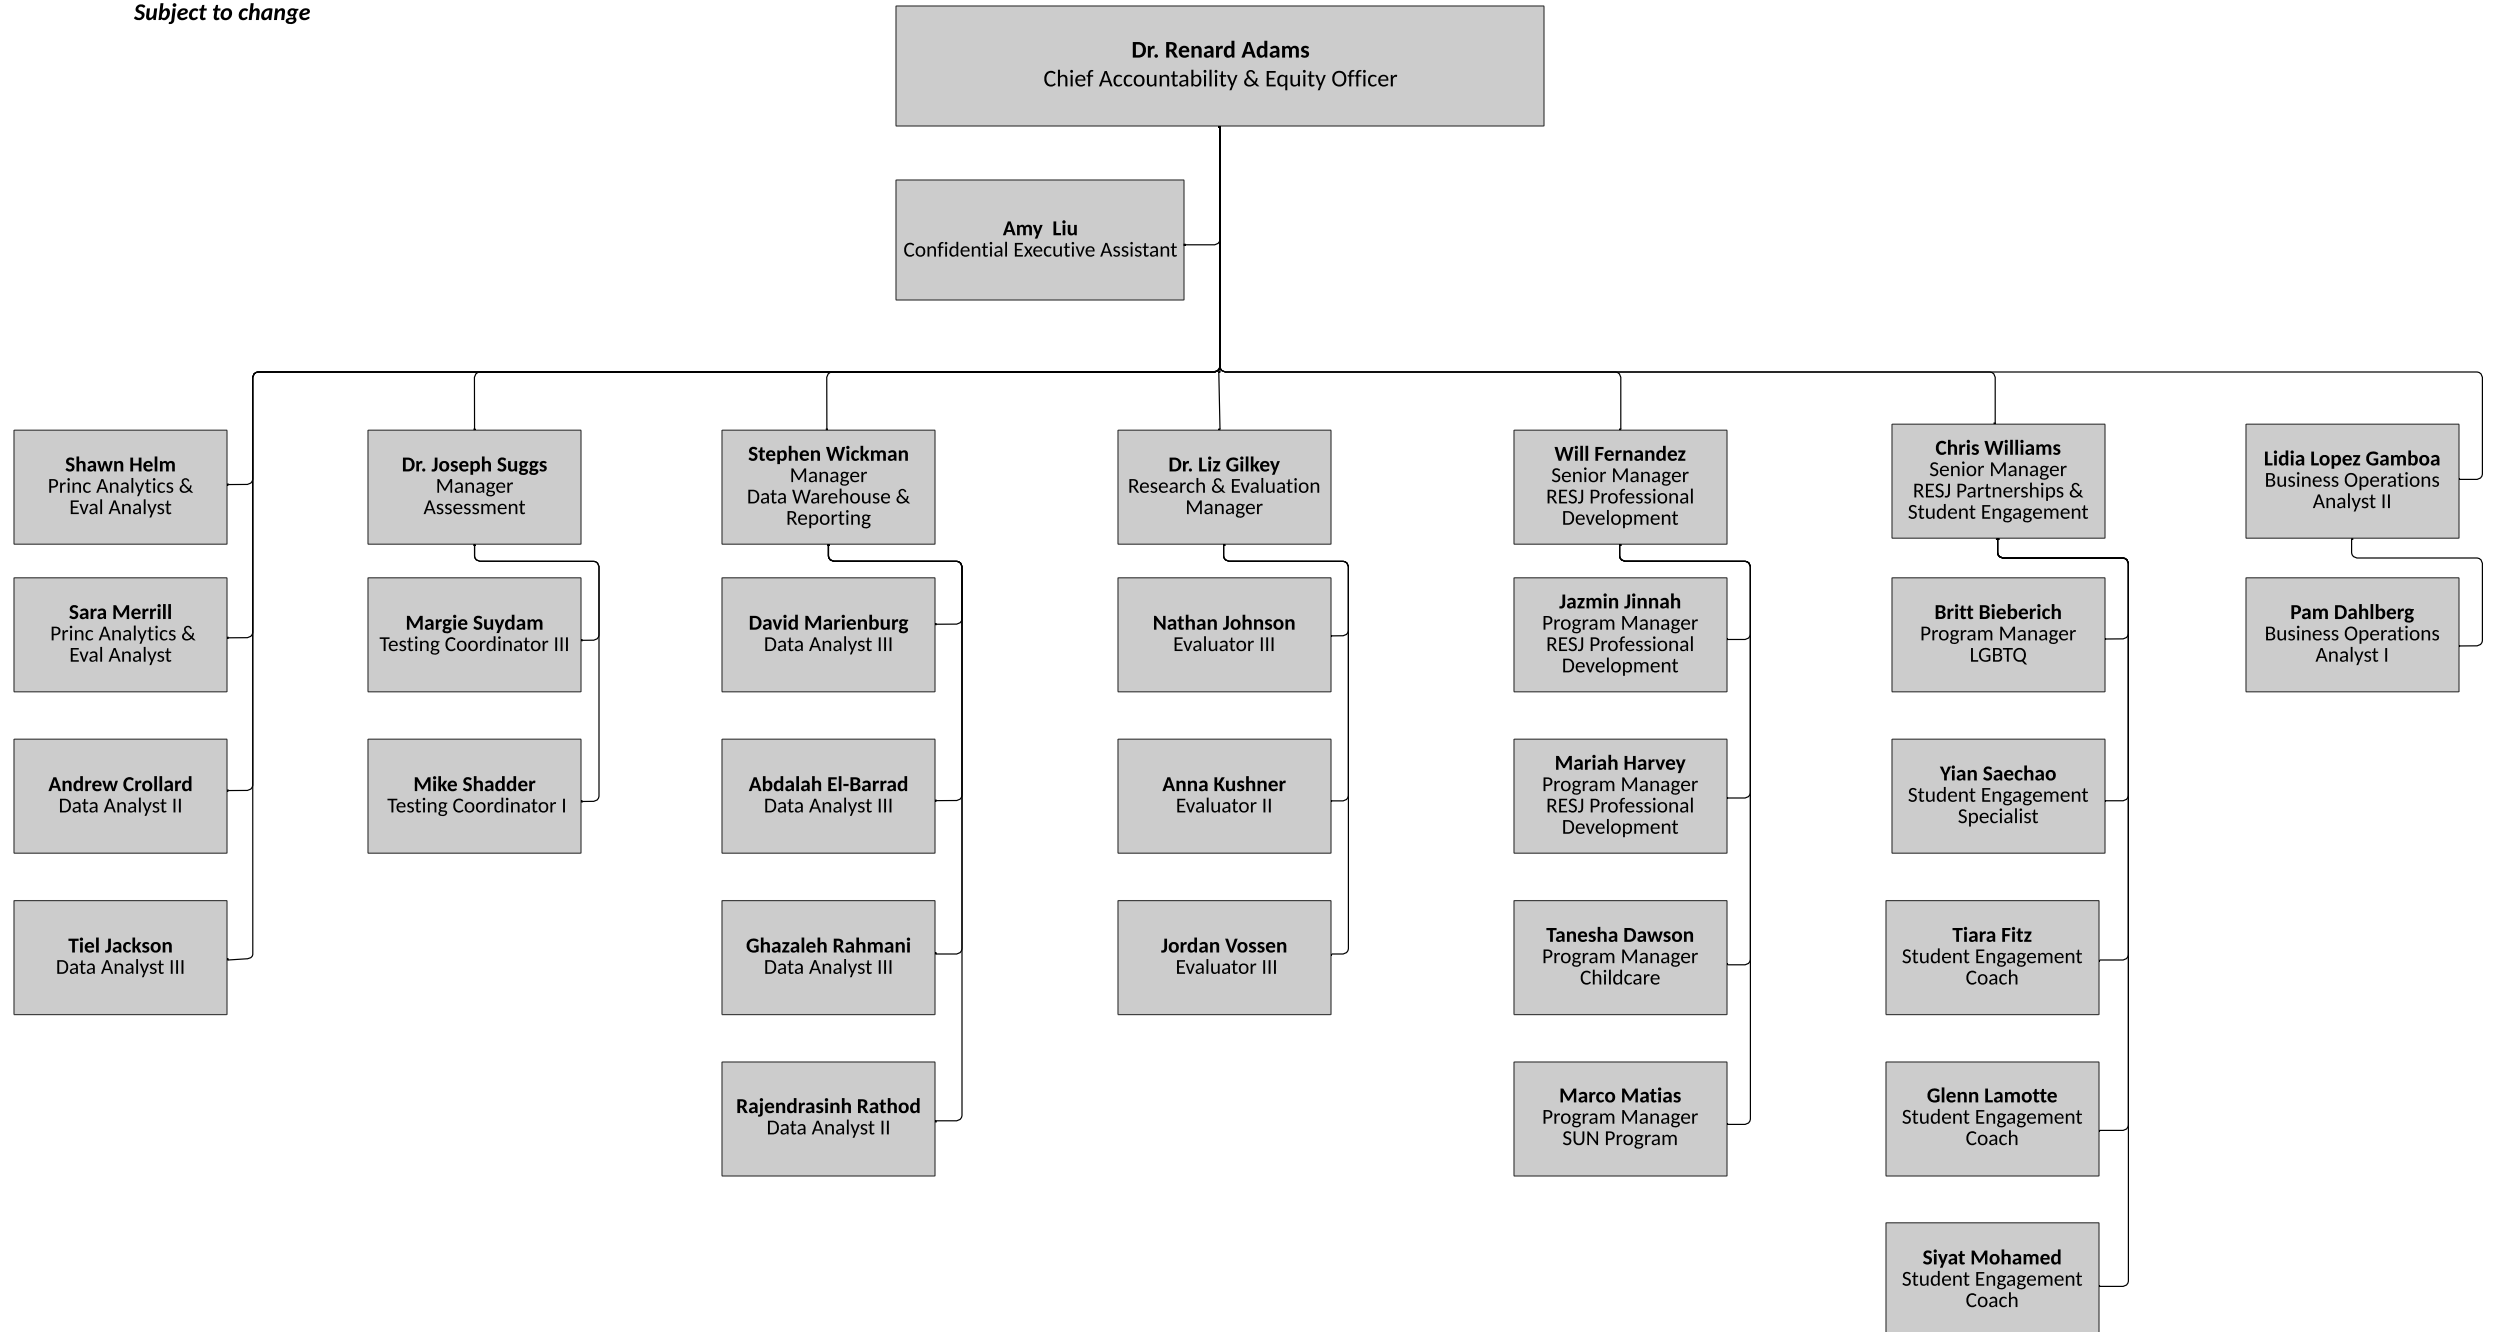 Subject to change
Dr. Renard Adams
Chief Accountability & Equity Officer
Amy  Liu
Confidential Executive Assistant
Shawn Helm
Princ Analytics &
Eval Analyst
Sara Merrill
Princ Analytics &
Eval Analyst
Andrew Crollard
Data Analyst II
Tiel Jackson
Data Analyst III
Dr. Joseph Suggs
Manager
Assessment
Margie Suydam
Testing Coordinator III
Mike Shadder
Testing Coordinator I
Stephen Wickman
Manager
Data Warehouse &
Reporting
David Marienburg
Data Analyst III
Abdalah El-Barrad
Data Analyst III
Ghazaleh Rahmani
Data Analyst III
Rajendrasinh Rathod
Data Analyst II
Dr. Liz Gilkey
Research & Evaluation
Manager
Nathan Johnson
Evaluator III
Anna Kushner
Evaluator II
Jordan Vossen
Evaluator III
Will Fernandez
Senior Manager
RESJ Professional
Development
Jazmin Jinnah
Program Manager
RESJ Professional
Development
Mariah Harvey
Program Manager
RESJ Professional
Development
Tanesha Dawson
Program Manager
Childcare
Marco Matias
Program Manager
SUN Program
Chris Williams
Senior Manager
RESJ Partnerships &
Student Engagement
Britt Bieberich
Program Manager
LGBTQ
Yian Saechao
Student Engagement
Specialist
Tiara Fitz
Student Engagement
Coach
Glenn Lamotte
Student Engagement
Coach
Siyat Mohamed
Student Engagement
Coach
Lidia Lopez Gamboa
Business Operations
Analyst II
Pam Dahlberg
Business Operations
Analyst I